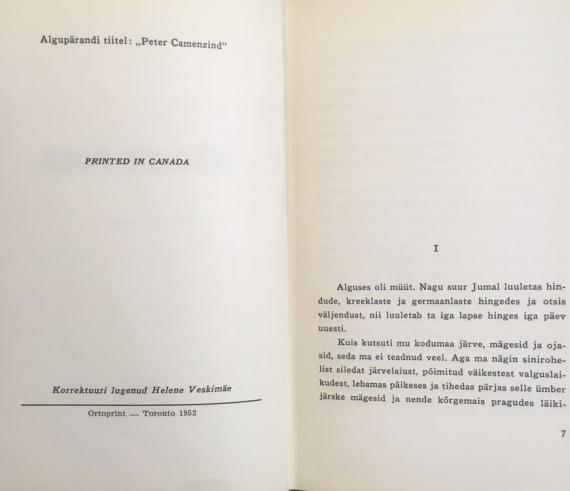 Algupärandi tiitel: „Peter Camenzind“
PRINTED IN CANADA
Korrektuuri lugenud Helene Veskimäe
Ortoprint — Toronto 1952
I
Alguses oli müüt. Nagu suur Jumal luuletas hin-
dude, kreeklaste ja germaanlaste hingedes ja otsis
väljendust, nii luuletab ta iga lapse hinges iga päev
uuesti.
Kuis kutsuti mu kodumaa järve, mägesid ja oja-
sid, seda ma ei teadnud veel. Aga ma nägin sinirohe-
list siledat järvelaiust, põimitud väikestest valguslai-
kudest, lebamas päikeses ja tihedas pärjas selle ümber
järske mägesid ja nende kõrgemais pragudes läiki-
7